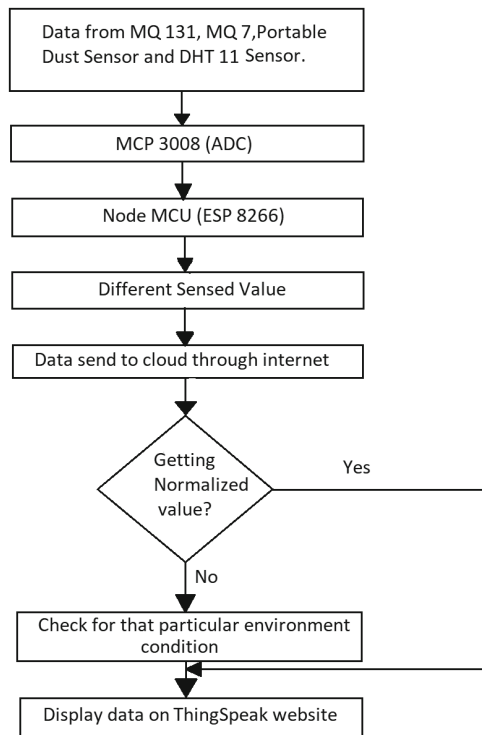 Data from MQ 131, MQ 7,Portable
Dust Sensor and DHT 11 Sensor.
MCP 3008 (ADC)
Node MCU (ESP 8266)
Different Sensed Value
Data send to cloud through internet
Getting
Normalized
value?
Yes
No
Check for that particular environment
condition
Display data on ThingSpeak website